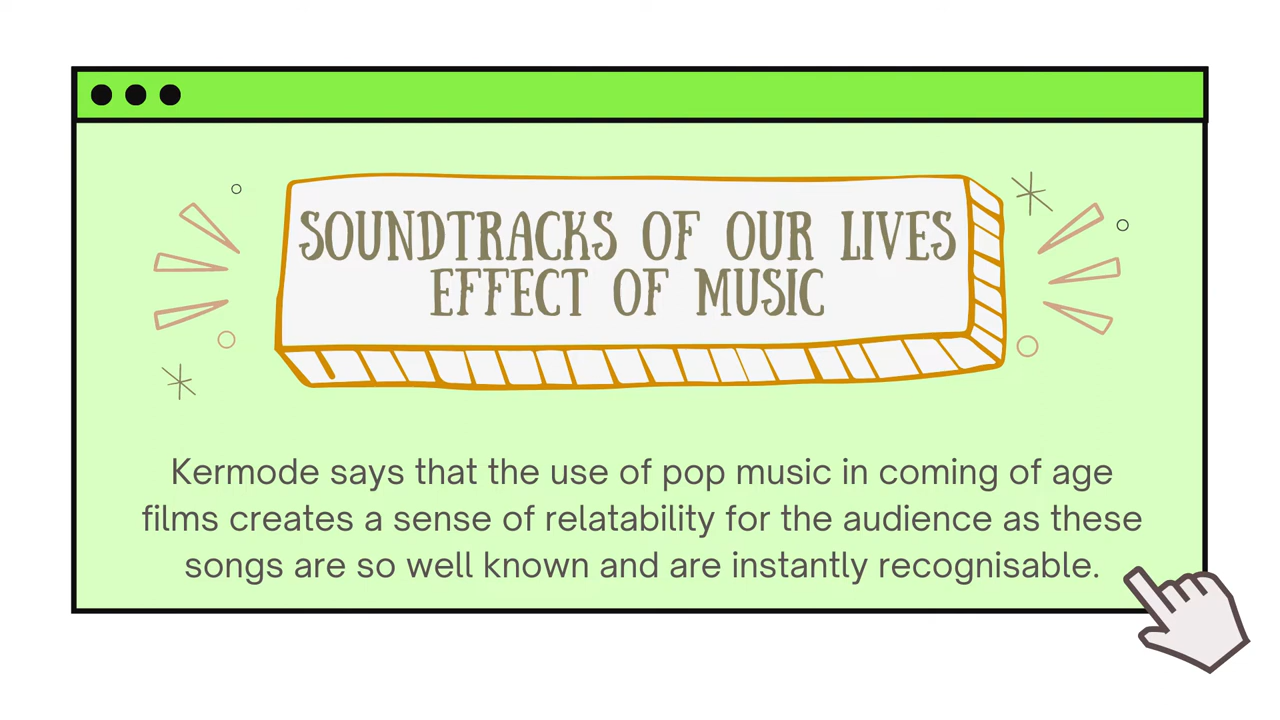 SOUNDTRACKS OF OUR LIVES
EFFECT OF MUSIC
Kermode says that the use of pop music in coming of age
films creates a sense of relatability for the audience as these
songs are so well known and are instantly recognisable.